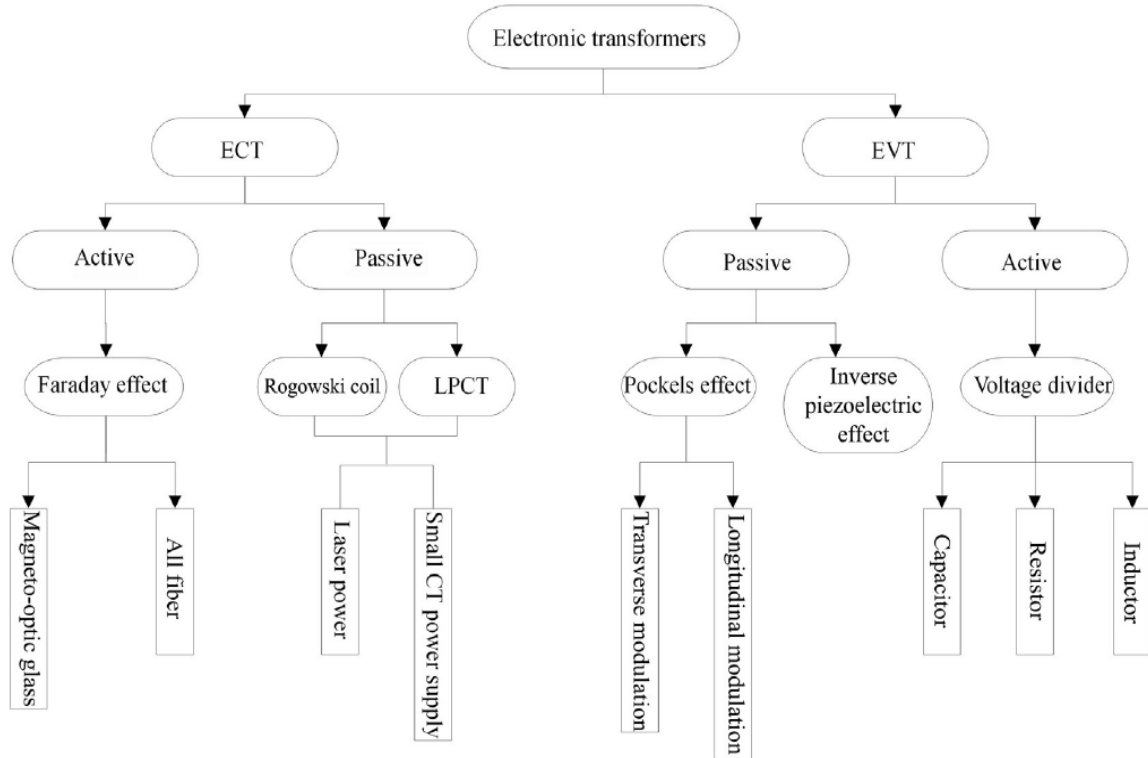 Electronic transformers
ECT
EVT
Active
Passive
Passive
Active
Faraday effect
Rogowski coil
LPCT
Pockels effect
Inverse
piezoelectric
effect
Voltage divider
Magneto-optic glass
All fiber
Laser power
Small CT power supply
Transverse modulation
Longitudinal modulation
Capacitor
Resistor
Inductor